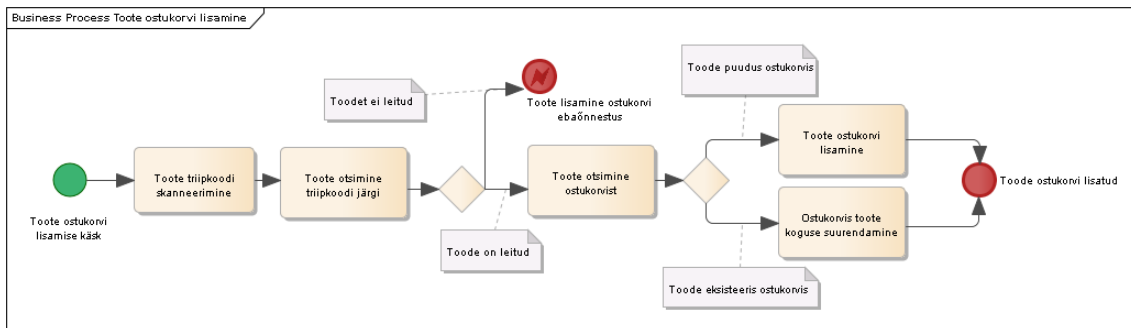 Business Process Toote ostukorvi lisamine
Toode puudus ostukorvis
Toodet ei leitud
Toote lisamine ostukorvi
ebaõnnestus
Toote ostukorvi
lisamine
Toote triipkoodi
skanneerimine
Toote otsimine
triipkoodi järgi
Toote otsimine
ostukorvist
Toode ostukorvi lisatud
Toote ostukorvi
lisamise käsk
Ostukorvis toote
koguse suurendamine
Toode on leitud
Toode eksisteeris ostukorvis